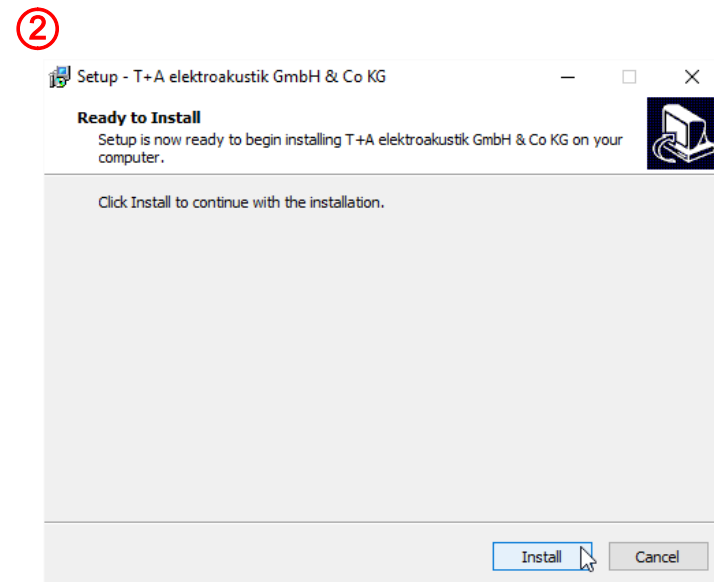 ②
Setup - T+A elektroakustik GmbH & Co KG
Ready to Install
Setup is now ready to begin installing T+A elektroakustik GmbH & Co KG on your
computer.
Click Install to continue with the installation.
Install
Cancel